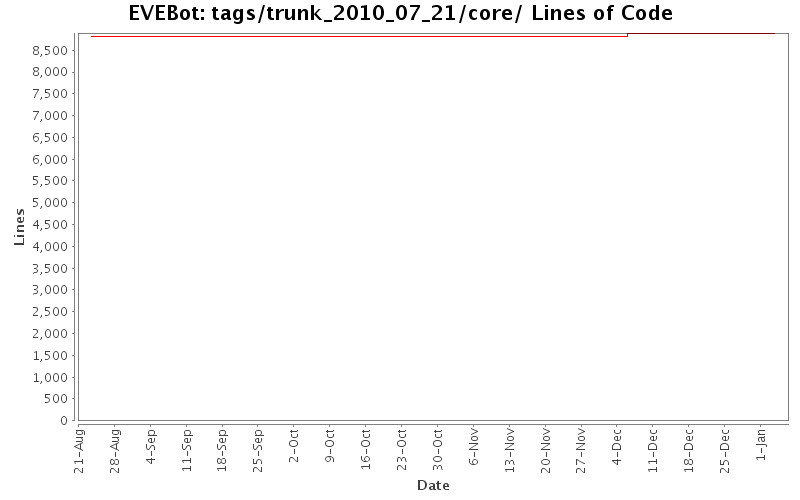 EVEBot: tags/trunk_2010_07_21/core/ Lines of Code
8,500
8,000
7,500
7,000
6,500
6,000
5,500
5,000
4,500
4,000
3,500
3,000
2,500
2,000
1,500
1,000
500
0
Lines
21-Aug
28-Aug
4-Sep
11-Sep
18-Sep
25-Sep
2-Oct
9-Oct
16-Oct
23-Oct
30-Oct
6-Nov
13-Nov
20-Nov
27-Nov
4-Dec
11-Dec
18-Dec
25-Dec
1-Jan
Date